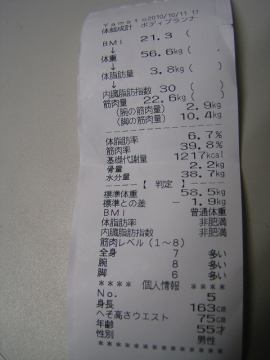 Yamato 2010/10/11 17
体組成計 ボディプランナ
BMI 21.3 ( )
↓
体重 56.6kg( )
↓
体脂肪量 3.8kg( )
↓
内臓脂肪指数 30 ( )
筋肉量 22.6kg( )
(腕の筋肉量) 2.9kg
(脚の筋肉量) 10.4kg
体脂肪率 6.7%
筋肉率 39.8%
基礎代謝量 1217kcal
骨量 2.2kg
水分量 38.7kg
-----【 判定 】-----
標準体重 58.5kg
標準との差 - 1.9kg
BMI 普通体重
体脂肪率 非肥満
内臓脂肪指数 非肥満
筋肉レベル(1~8)
全身 7 多い
腕 8 多い
脚 6 多い
**** 個人情報 ****
No. 5
身長 163cm
へそ高さウエスト 75cm
年齢 55才
性別 男性